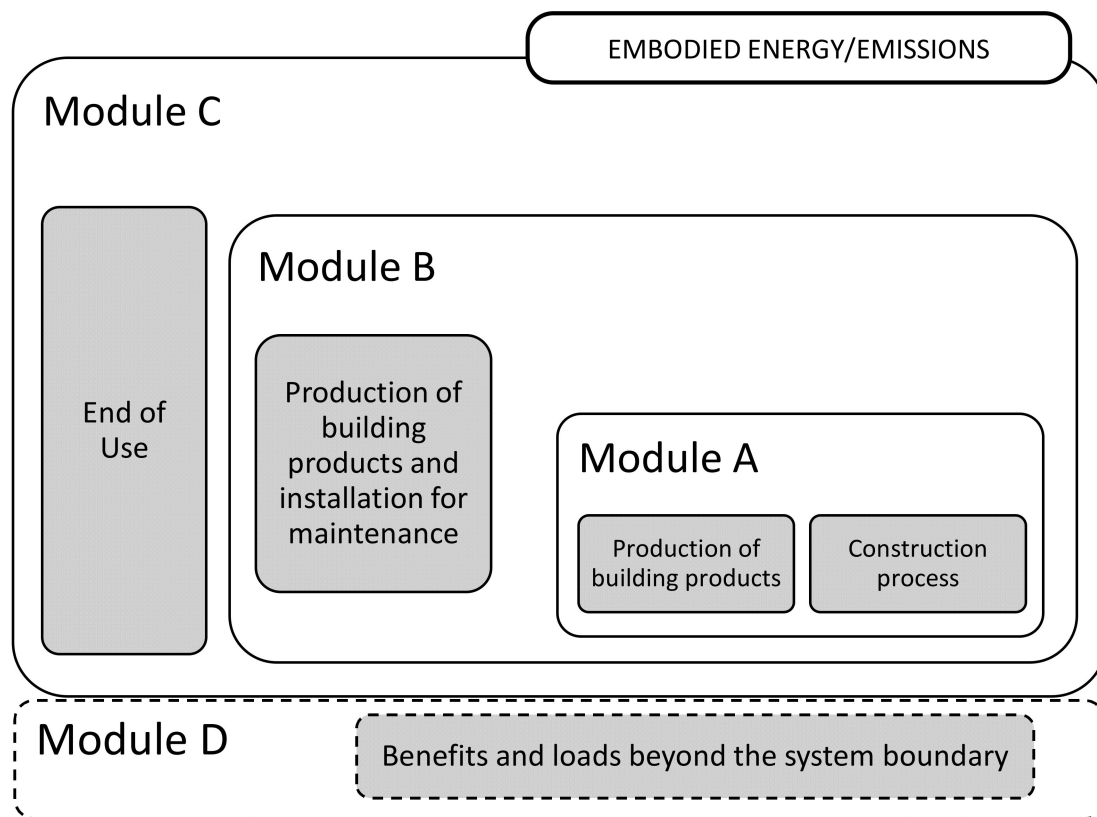 EMBODIED ENERGY/EMISSIONS
Module C
Module B
End of
Use
Production of
building
products and
installation for
maintenance
Module A
Production of
building products
Construction
process
Module D
Benefits and loads beyond the system boundary